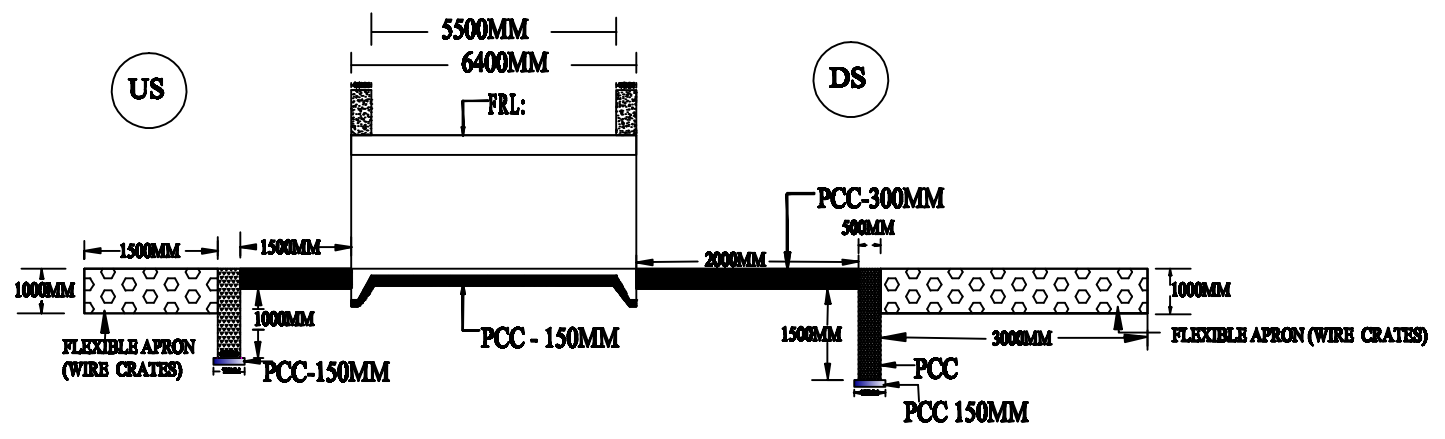 5500MM
6400MM
US
DS
FRL:
PCC-300MM
500MM
1500MM
1500MM
2000MM
1000MM
1000MM
1000MM
1500MM
3000MM
FLEXIBLE APRON
(WIRE CRATES)
PCC - 150MM
FLEXIBLE APRON (WIRE CRATES)
PCC-150MM
PCC
PCC 150MM